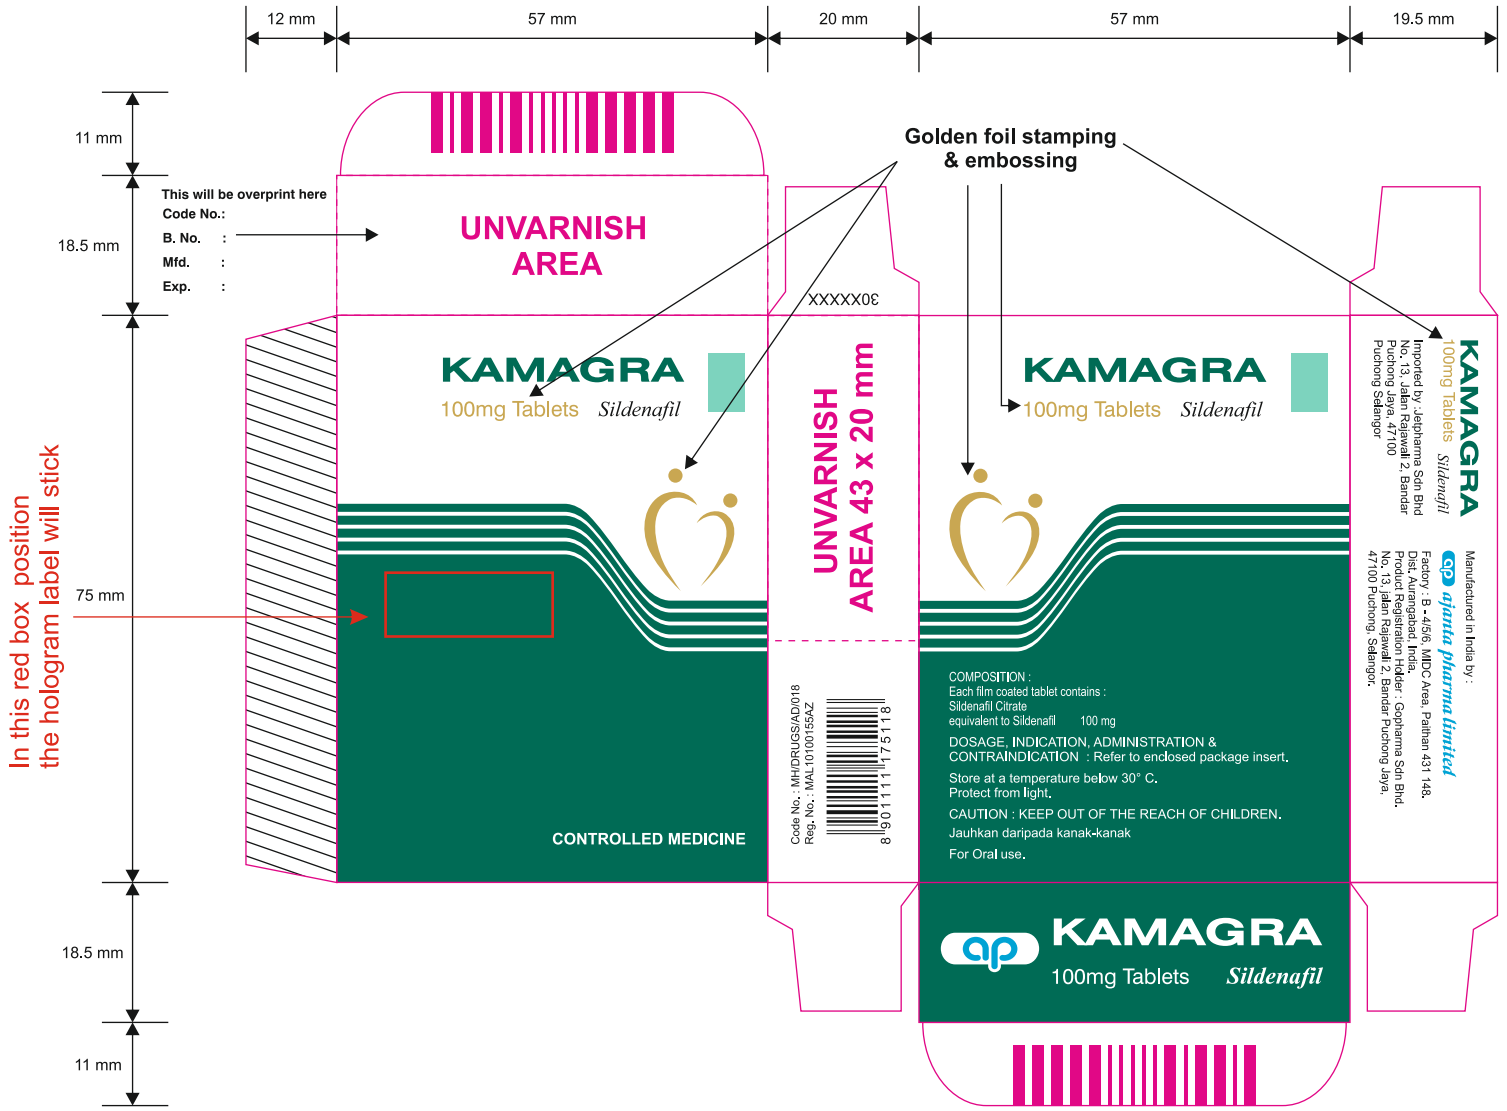 12 mm
57 mm
20 mm
57 mm
19.5 mm
11 mm
18.5 mm
75 mm
18.5 mm
11 mm
Golden foil stamping
& embossing
This will be overprint here
Code No.:
B. No. :
Mfd. :
Exp. :
UNVARNISH
AREA
In this red box position
the hologram label will stick
KAMAGRA
100mg Tablets Sildenafil
CONTROLLED MEDICINE
30XXXXX
UNVARNISH
AREA 43 x 20 mm
Code No. : MH/DRUGS/AD/018
Reg. No. : MAL10100155AZ
8 901111 175118
KAMAGRA
100mg Tablets Sildenafil
COMPOSITION :
Each film coated tablet contains :
Sildenafil Citrate
equivalent to Sildenafil 100 mg
DOSAGE, INDICATION, ADMINISTRATION &
CONTRAINDICATION : Refer to enclosed package insert.
Store at a temperature below 30° C.
Protect from light.
CAUTION : KEEP OUT OF THE REACH OF CHILDREN.
Jauhkan daripada kanak-kanak
For Oral use.
ap
KAMAGRA
100mg Tablets Sildenafil
KAMAGRA
100mg Tablets Sildenafil
Imported by :Jetpharma Sdn Bhd
No. 13, Jalan Rajawali 2, Bandar
Puchong Jaya, 47100
Puchong Selangor
Manufactured in India by :
ap ajanta pharma limited
Factory : B - 4/5/6, MIDC Area, Paithan 431 148.
Dist. Aurangabad, India.
Product Registration Holder : Gopharma Sdn Bhd.
No. 13, jalan Rajawali 2, Bandar Puchong Jaya,
47100 Puchong, Selangor.